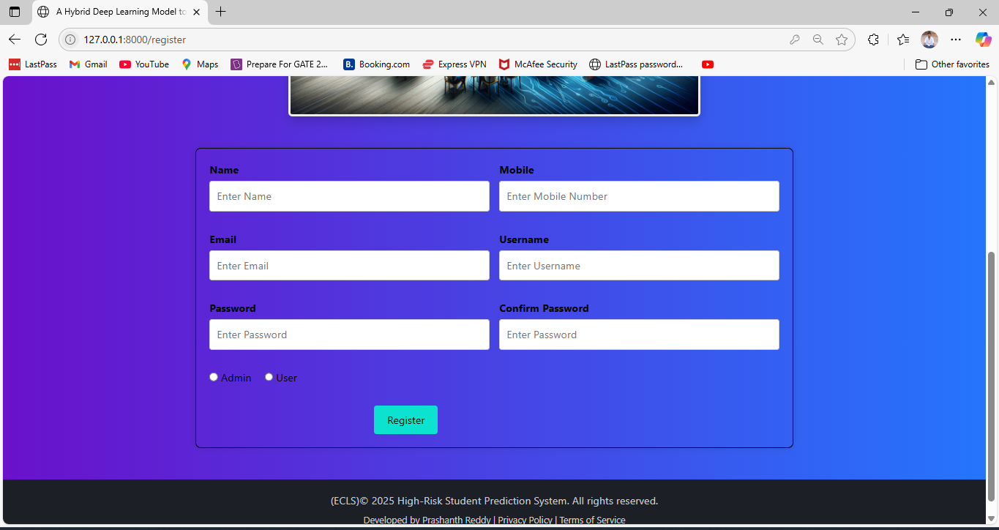 A Hybrid Deep Learning Model to
127.0.0.1:8000/register
LastPass Gmail YouTube Maps Prepare For GATE 2... B. Booking.com Express VPN McAfee Security LastPass password... Other favorites
Name Mobile
Enter Name Enter Mobile Number
Email Username
Enter Email Enter Username
Password Confirm Password
Enter Password Enter Password
Admin User
Register
(ECLS)© 2025 High-Risk Student Prediction System. All rights reserved.
Developed by Prashanth Reddy | Privacy Policy | Terms of Service